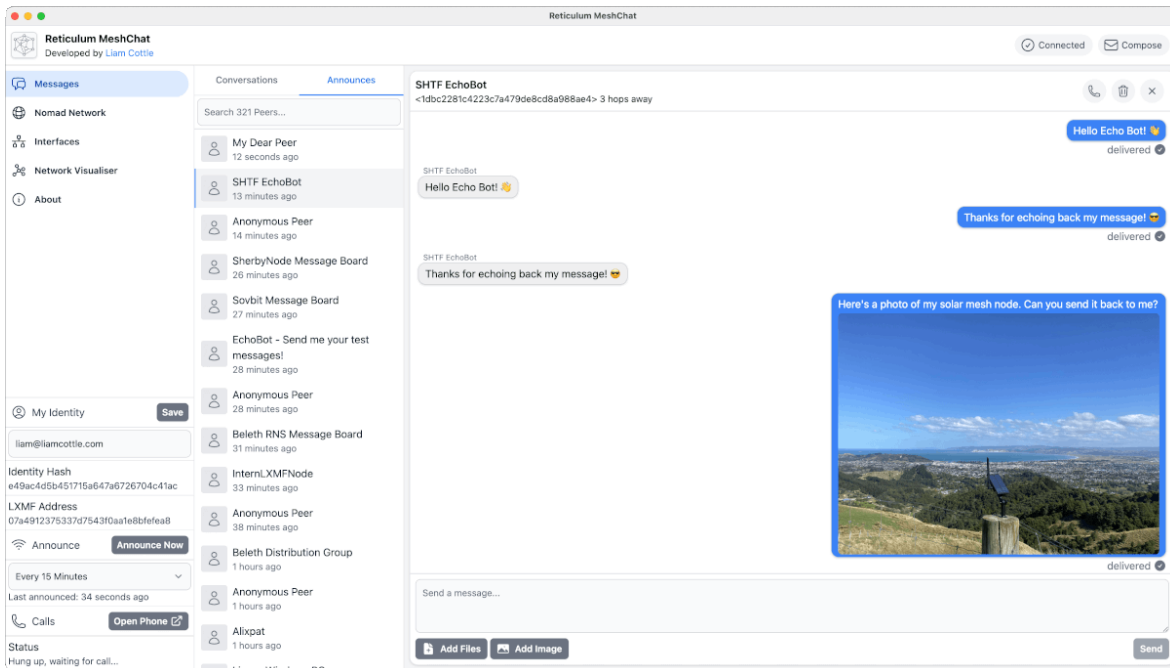 Reticulum MeshChat
Reticulum MeshChat
Developed by Liam Cottle
Connected
Compose
Messages
Nomad Network
Interfaces
Network Visualiser
About
My Identity
Save
liam@liamcottle.com
Identity Hash
e49ac4d5b451715a647a6726704c41ac
LXMF Address
07a4912375337d7543f0aa1e8bfefea8
Announce
Announce Now
Every 15 Minutes
Last announced: 34 seconds ago
Calls
Open Phone
Status
Hung up, waiting for call...
Conversations
Announces
Search 321 Peers...
My Dear Peer
12 seconds ago
SHTF EchoBot
13 minutes ago
Anonymous Peer
14 minutes ago
SherbyNode Message Board
26 minutes ago
Sovbit Message Board
27 minutes ago
EchoBot - Send me your test
messages!
28 minutes ago
Anonymous Peer
28 minutes ago
Beleth RNS Message Board
31 minutes ago
InternLXMFNode
33 minutes ago
Anonymous Peer
38 minutes ago
Beleth Distribution Group
1 hours ago
Anonymous Peer
1 hours ago
Alixpat
1 hours ago
SHTF EchoBot
<1dbc2281c4223c7a479de8cd8a988ae4> 3 hops away
Hello Echo Bot! 👋
delivered
SHTF EchoBot
Hello Echo Bot! 👋
Thanks for echoing back my message! 😎
delivered
SHTF EchoBot
Thanks for echoing back my message! 😎
Here's a photo of my solar mesh node. Can you send it back to me?
delivered
Send a message...
Add Files
Add Image
Send